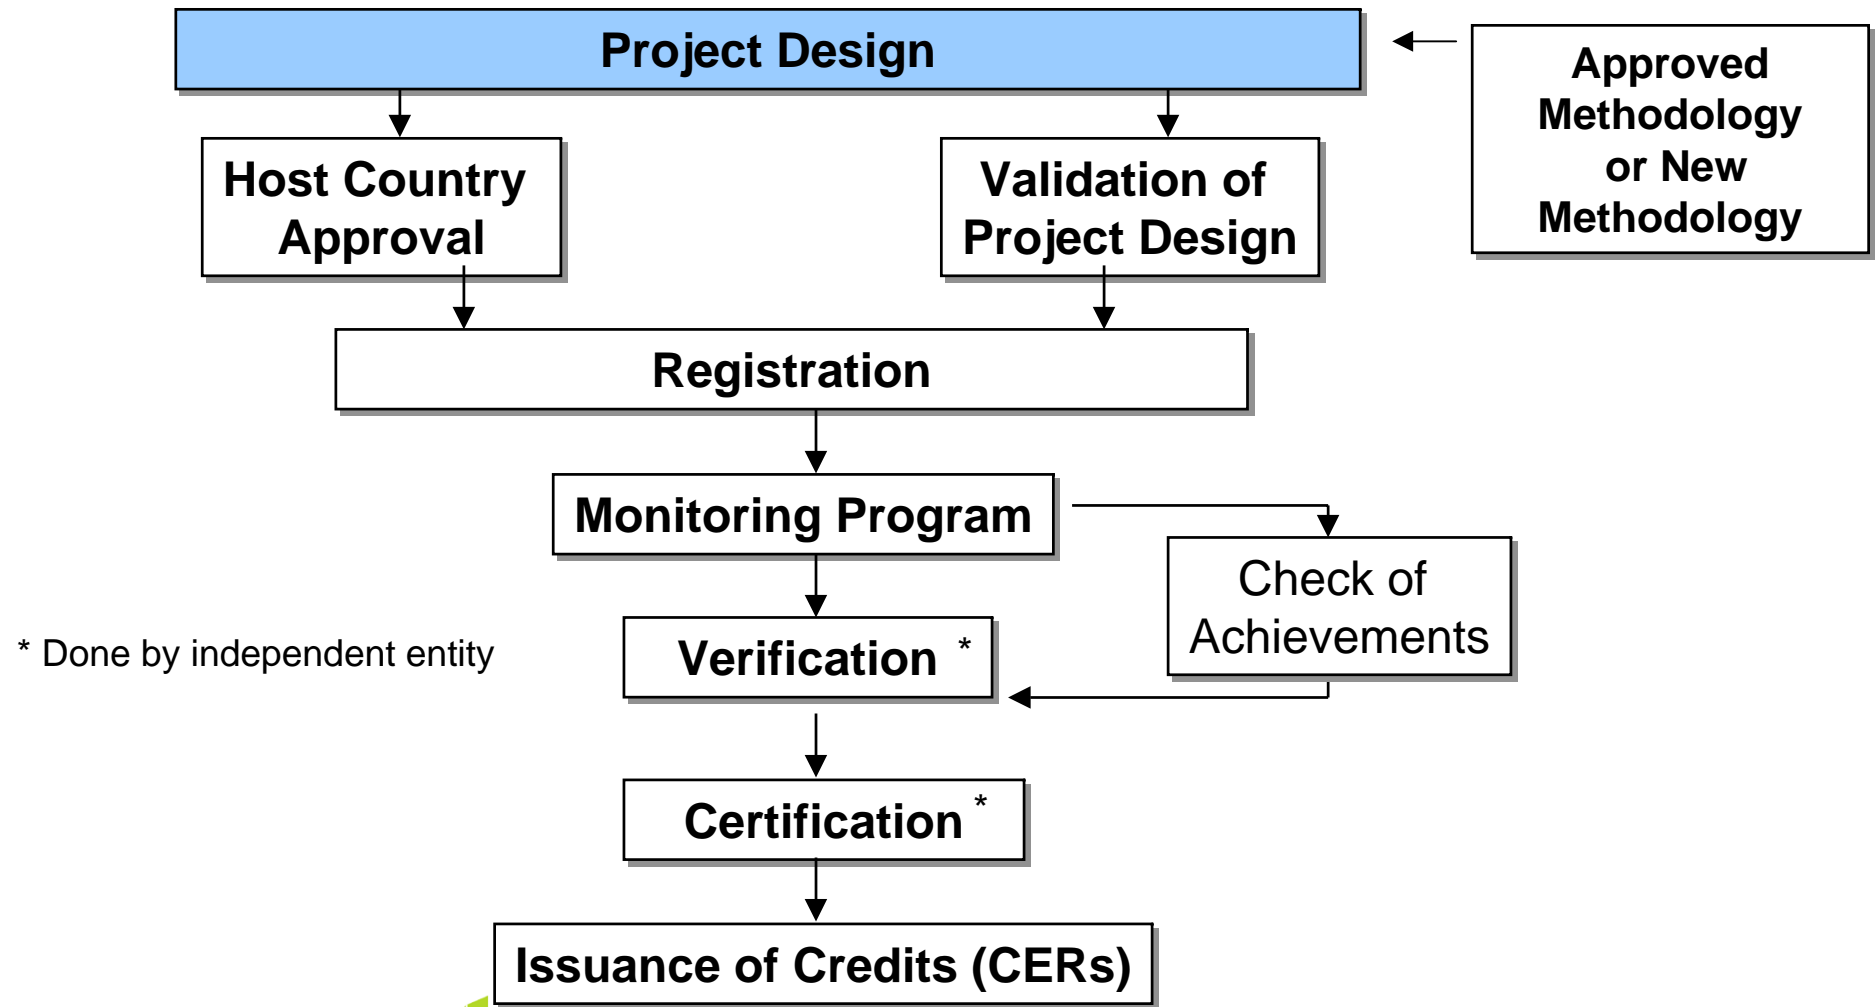 Project Design
Approved
Methodology
or New
Methodology
Host Country
Approval
Validation of
Project Design
Registration
Monitoring Program
Check of
Achievements
* Done by independent entity
Verification *
Certification *
Issuance of Credits (CERs)